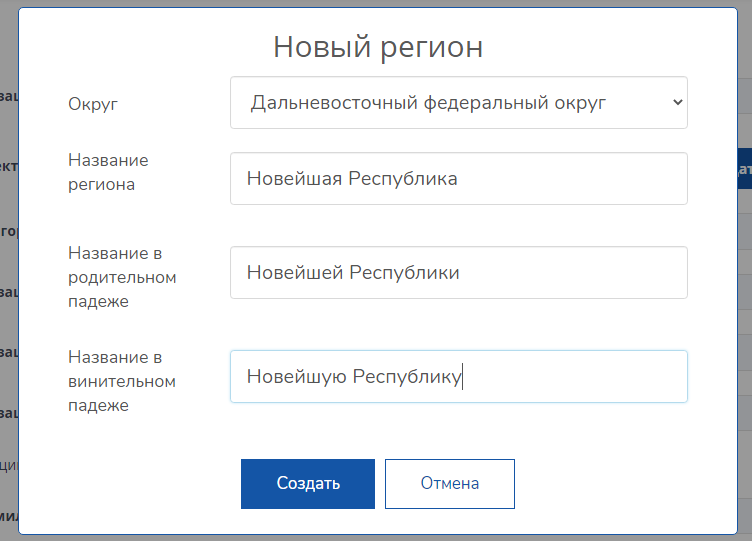 Новый регион
Округ
Дальневосточный федеральный округ
Название
региона
Новейшая Республика
Название в
родительном
падеже
Новейшей Республики
Название в
винительном
падеже
Новейшую Республику
Создать
Отмена